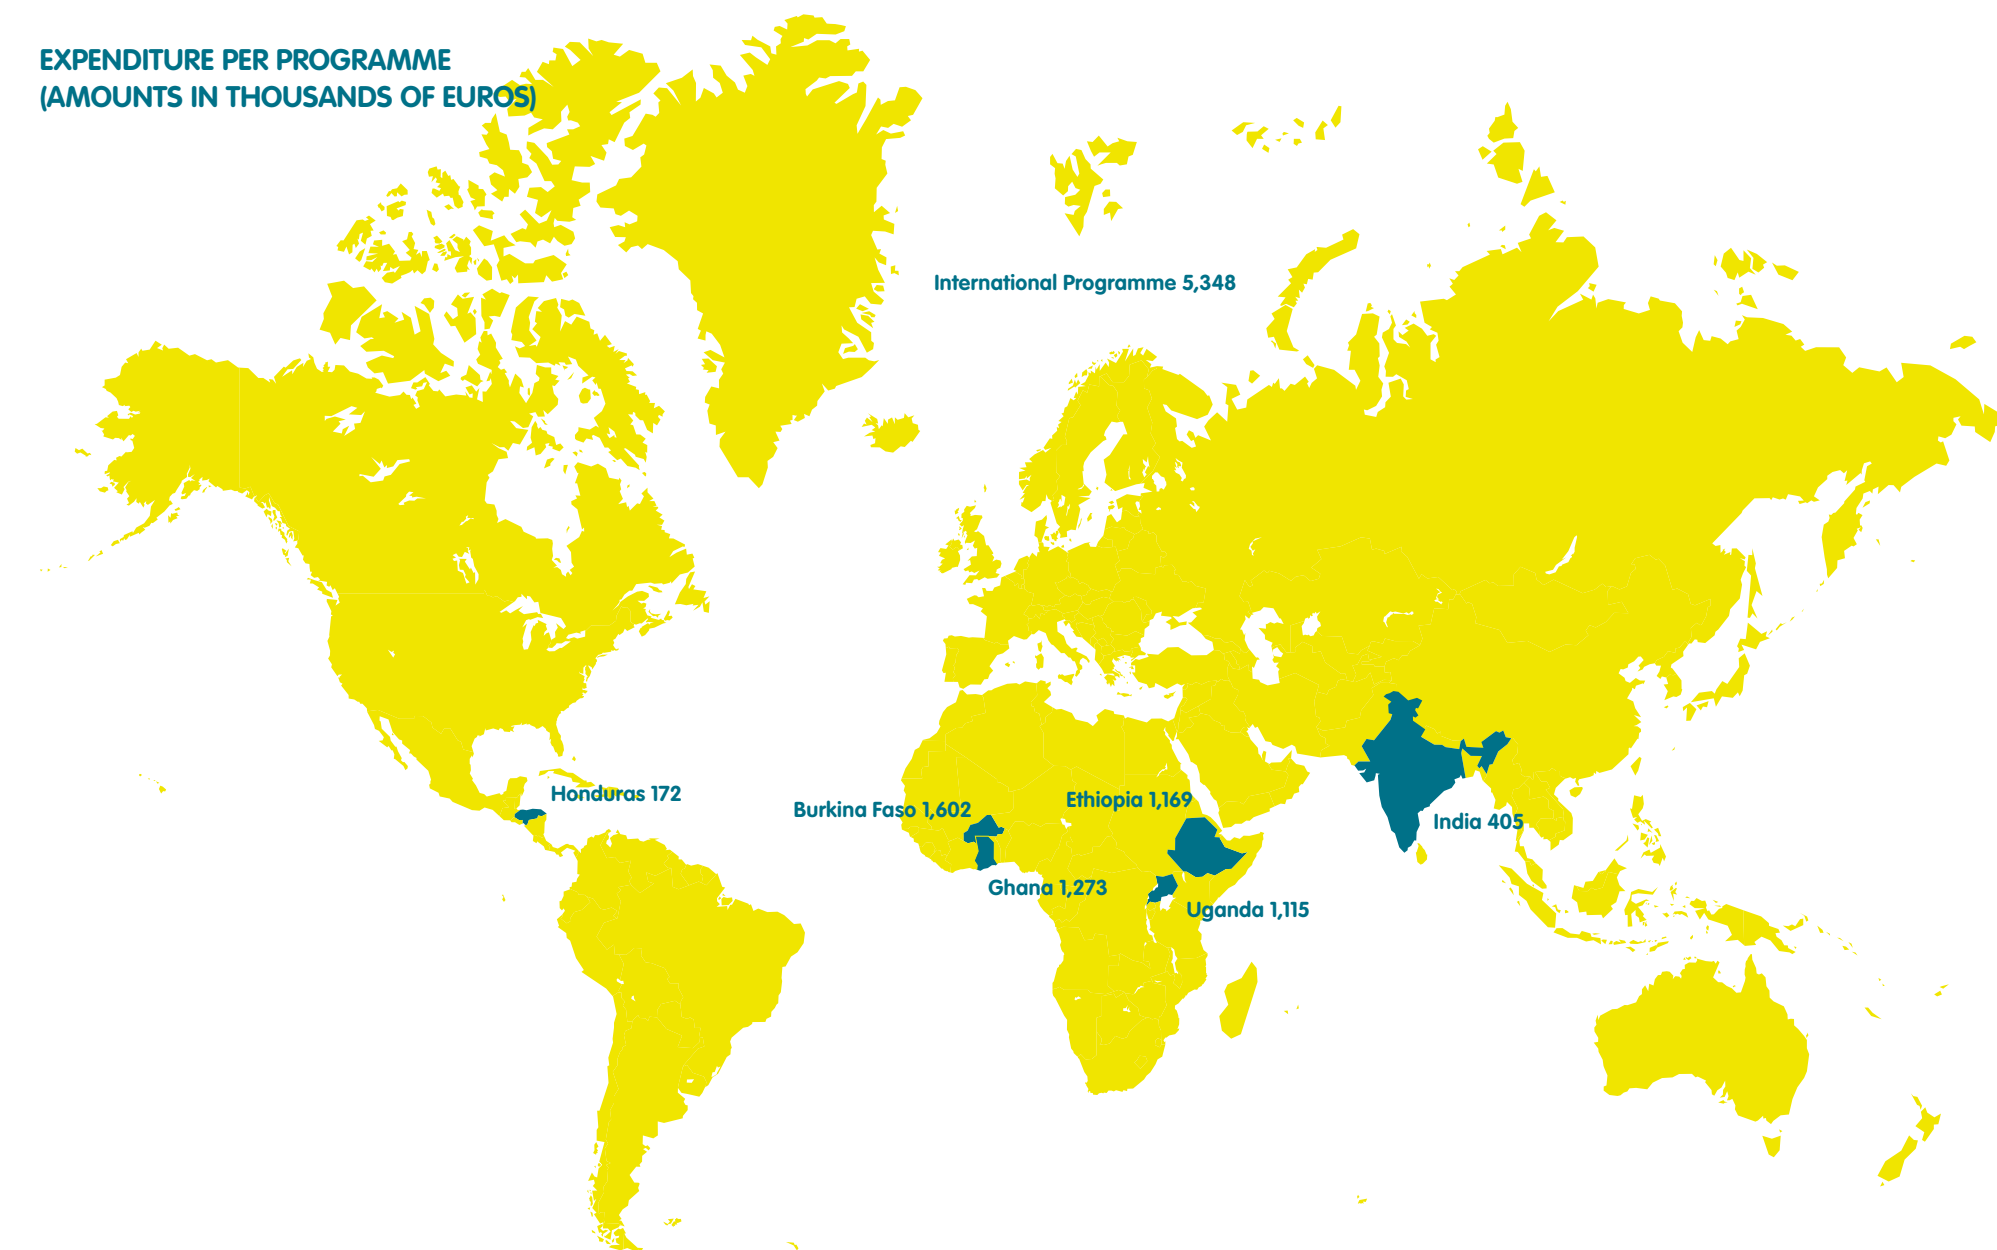 EXPENDITURE PER PROGRAMME
(AMOUNTS IN THOUSANDS OF EUROS)
International Programme 5,348
Honduras 172
Burkina Faso 1,602
Ethiopia 1,169
India 405
Ghana 1,273
Uganda 1,115